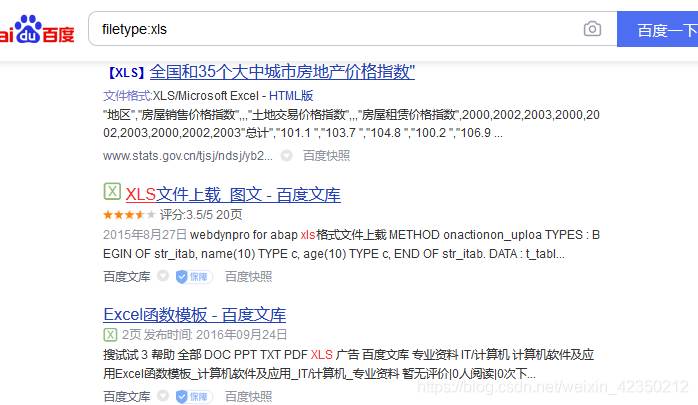 Bai du 百度
filetype:xls
百度一下
【XLS】全国和35个大中城市房地产价格指数"
文件格式:XLS/Microsoft Excel - HTML版
"地区","房屋销售价格指数",,,"土地交易价格指数",,,"房屋租赁价格指数",2000,2002,2003,2000,20
02,2003,2000,2002,2003"总计","101.1 ","103.7 ","104.8 ","100.2 ","106.9 ...
www.stats.gov.cn/tjsj/ndsj/yb2... 百度快照
XLS文件上载_图文 - 百度文库
评分:3.5/5 20页
2015年8月27日 webdynpro for abap xls格式文件上载 METHOD onactionon_uploa TYPES : B
EGIN OF str_itab, name(10) TYPE c, age(10) TYPE c, END OF str_itab. DATA : t_tabl...
百度文库 保障 百度快照
Excel函数模板 - 百度文库
2页 发布时间: 2016年09月24日
搜试试 3 帮助 全部 DOC PPT TXT PDF XLS 广告 百度文库 专业资料 IT/计算机 计算机软件及应
用Excel函数模板_计算机软件及应用_IT/计算机_专业资料 暂无评价|0人阅读|0次下...
百度文库 保障 百度快照
https://blog.csdn.net/weixin_42350212